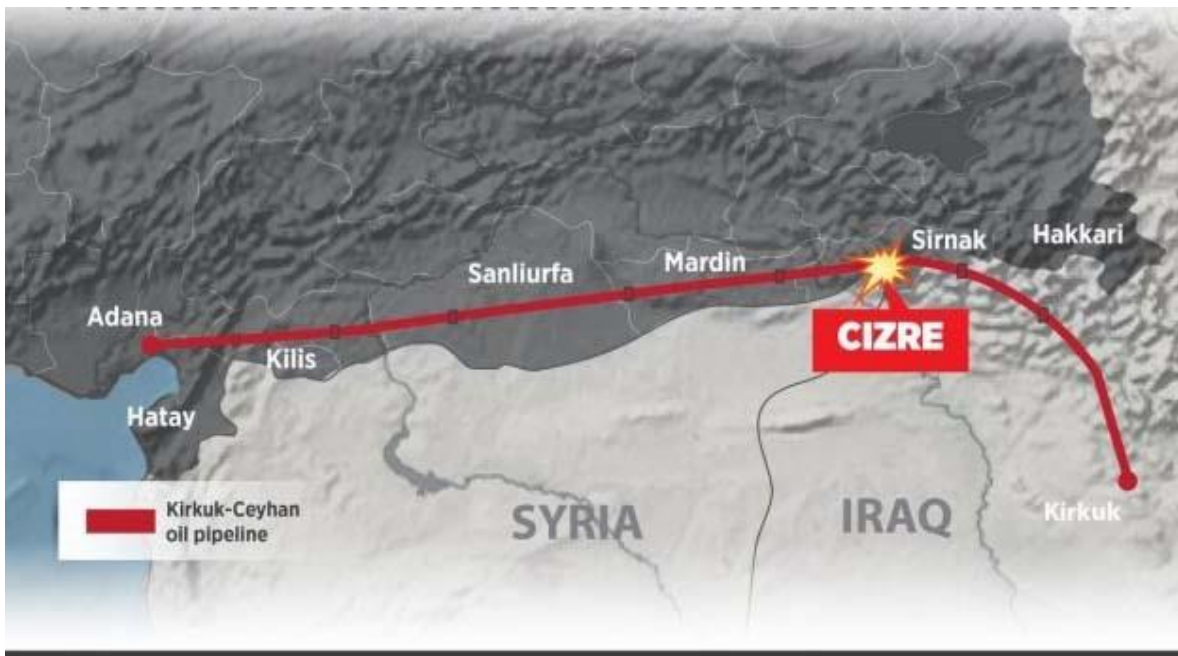 Sirnak
Hakkari
Mardin
Sanliurfa
Adana
CIZRE
Kilis
Hatay
Kirkuk-Ceyhan
oil pipeline
SYRIA
IRAQ
Kirkuk